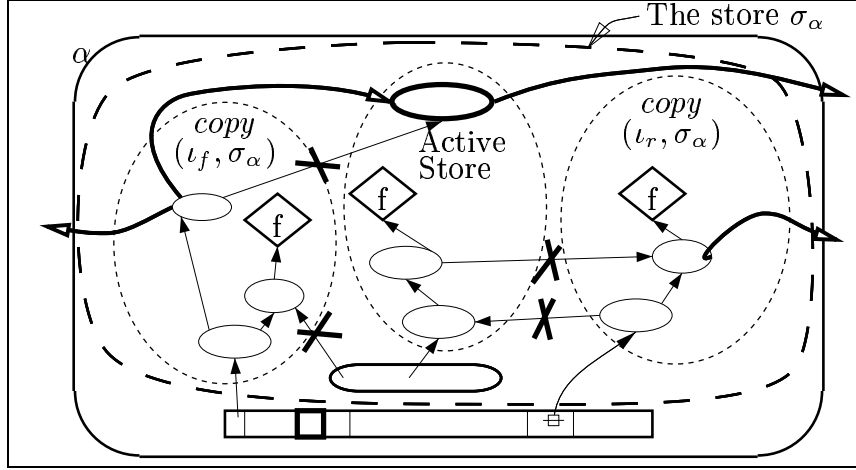 The store σα
α
copy
(ιf, σα)
Active
Store
copy
(ιr, σα)
f
f
f